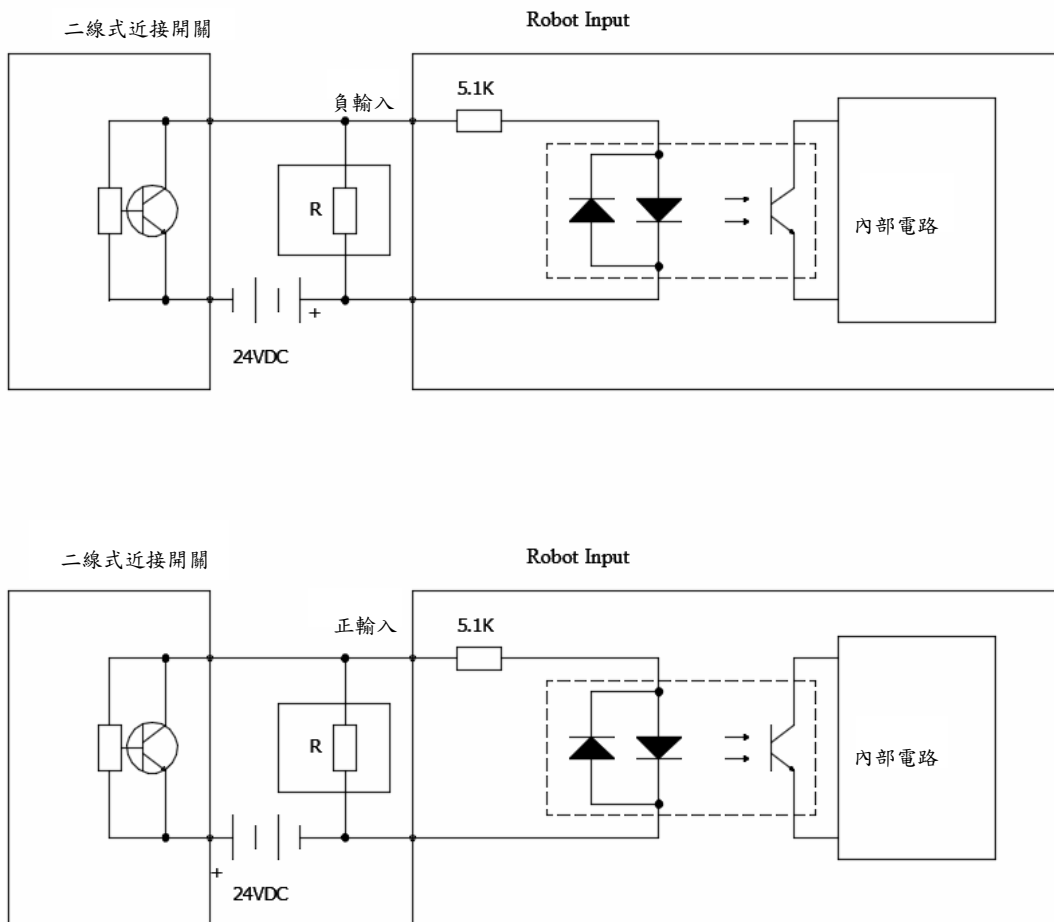 二線式近接開關
Robot Input
5.1K
負輸入
R
內部電路
+
24VDC
二線式近接開關
Robot Input
正輸入
5.1K
R
內部電路
+
24VDC